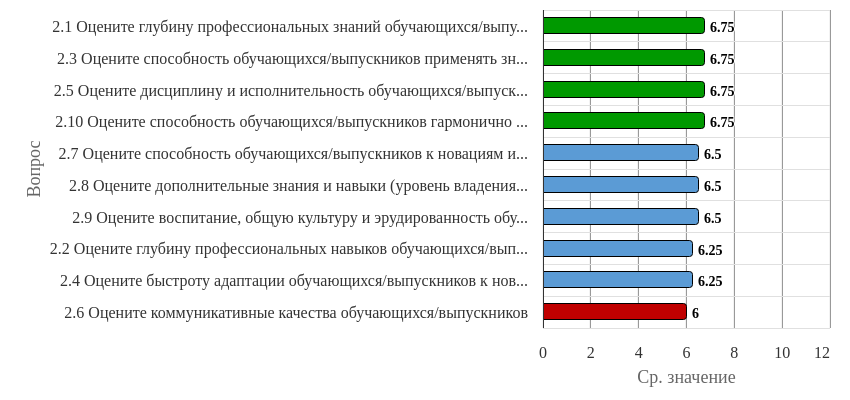 2.1 Оцените глубину профессиональных знаний обучающихся/выпу... 6.75
2.3 Оцените способность обучающихся/выпускников применять зн... 6.75
2.5 Оцените дисциплину и исполнительность обучающихся/выпуск... 6.75
2.10 Оцените способность обучающихся/выпускников гармонично ... 6.75
2.7 Оцените способность обучающихся/выпускников к новациям и... 6.5
2.8 Оцените дополнительные знания и навыки (уровень владения... 6.5
2.9 Оцените воспитание, общую культуру и эрудированность обу... 6.5
2.2 Оцените глубину профессиональных навыков обучающихся/вып... 6.25
2.4 Оцените быстроту адаптации обучающихся/выпускников к нов... 6.25
2.6 Оцените коммуникативные качества обучающихся/выпускников 6
Вопрос
0 2 4 6 8 10 12
Ср. значение